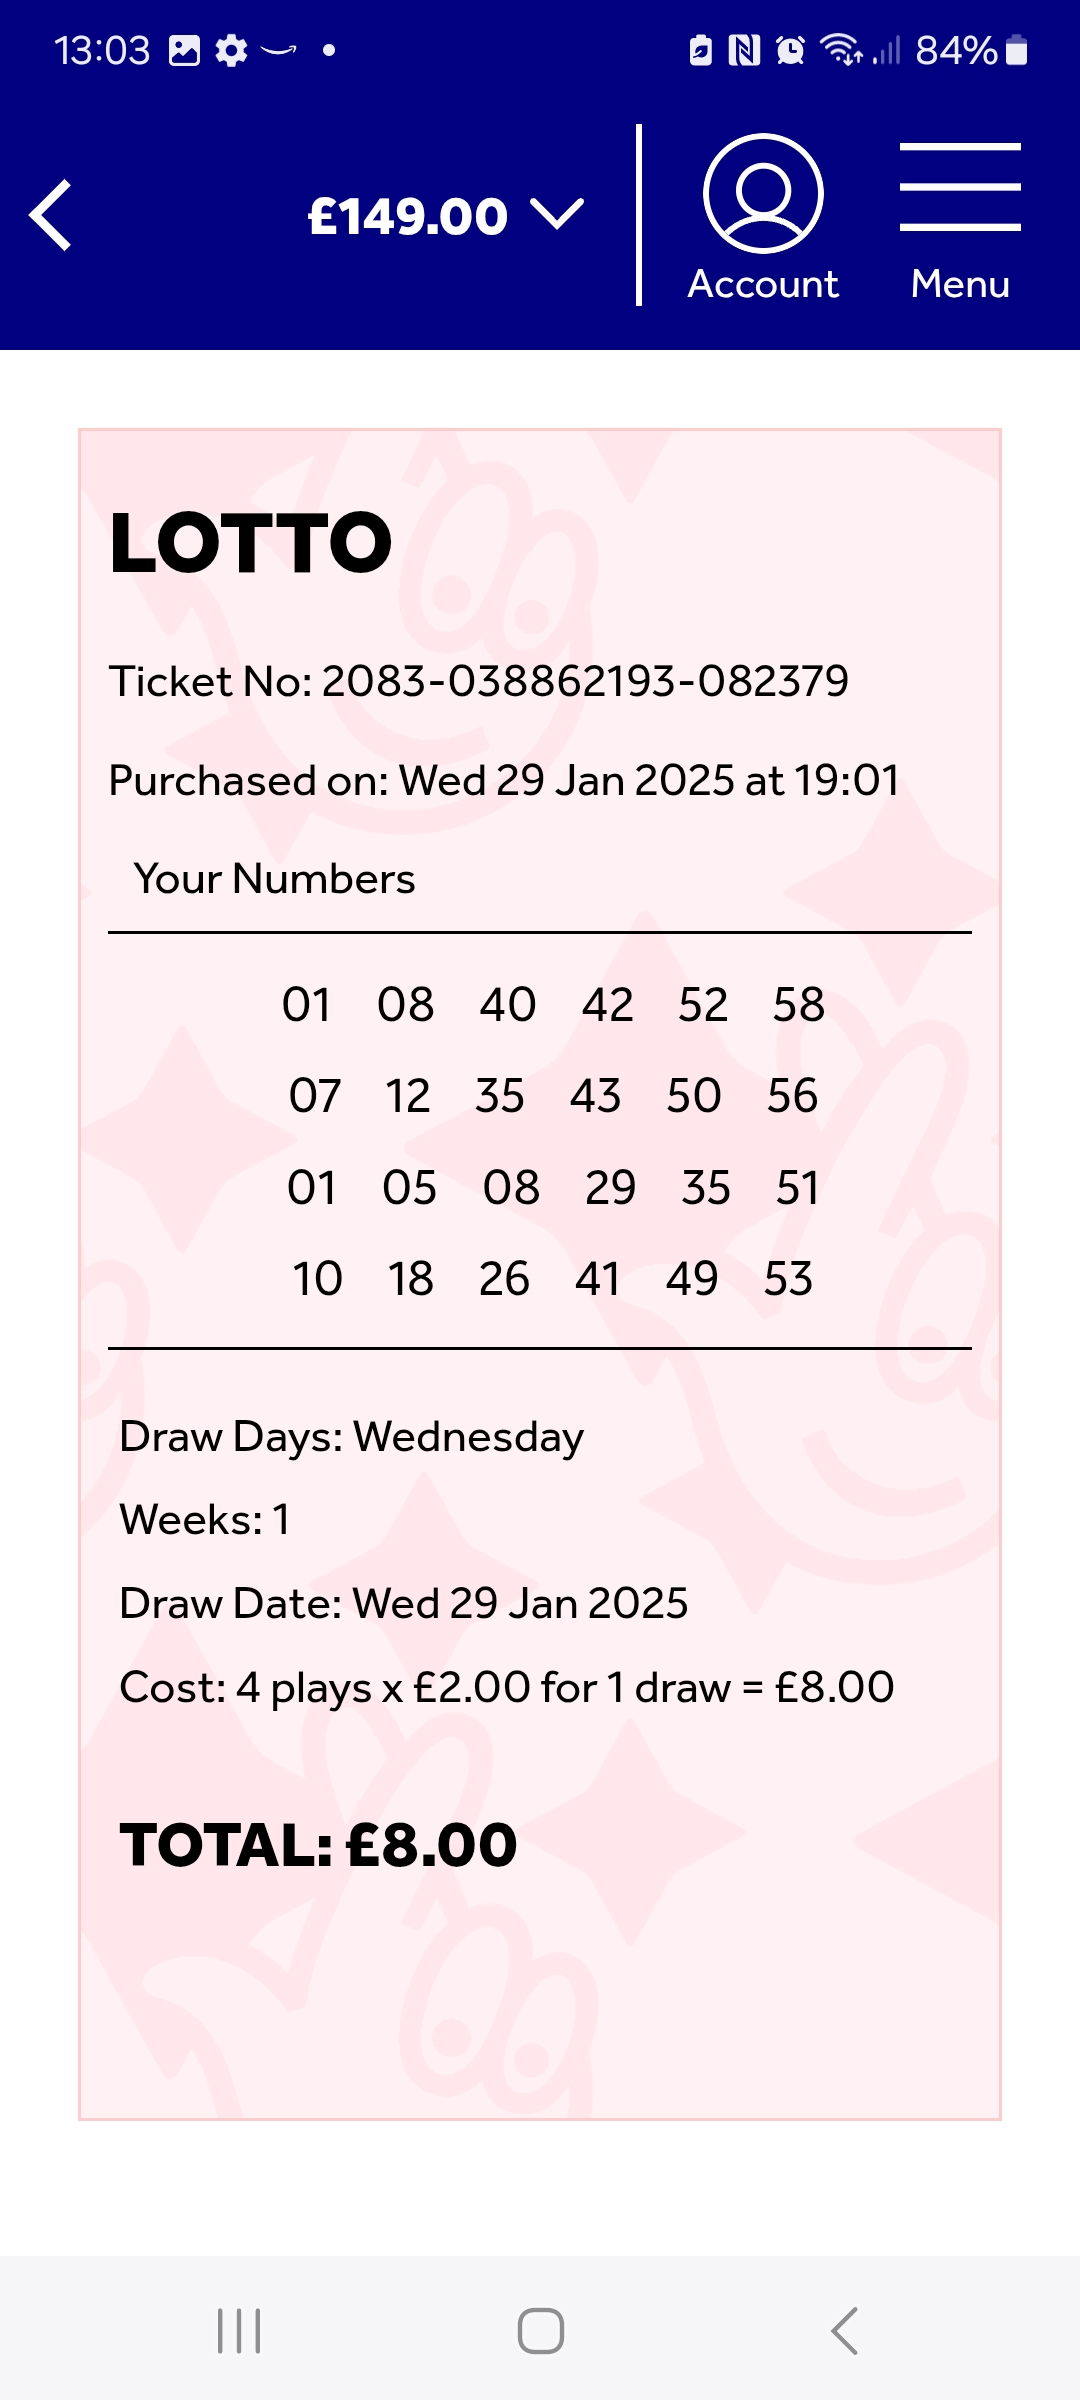 13:03 84%
£149.00
Account Menu
LOTTO
Ticket No: 2083-038862193-082379
Purchased on: Wed 29 Jan 2025 at 19:01
Your Numbers
01 08 40 42 52 58
07 12 35 43 50 56
01 05 08 29 35 51
10 18 26 41 49 53
Draw Days: Wednesday
Weeks: 1
Draw Date: Wed 29 Jan 2025
Cost: 4 plays x £2.00 for 1 draw = £8.00
TOTAL: £8.00